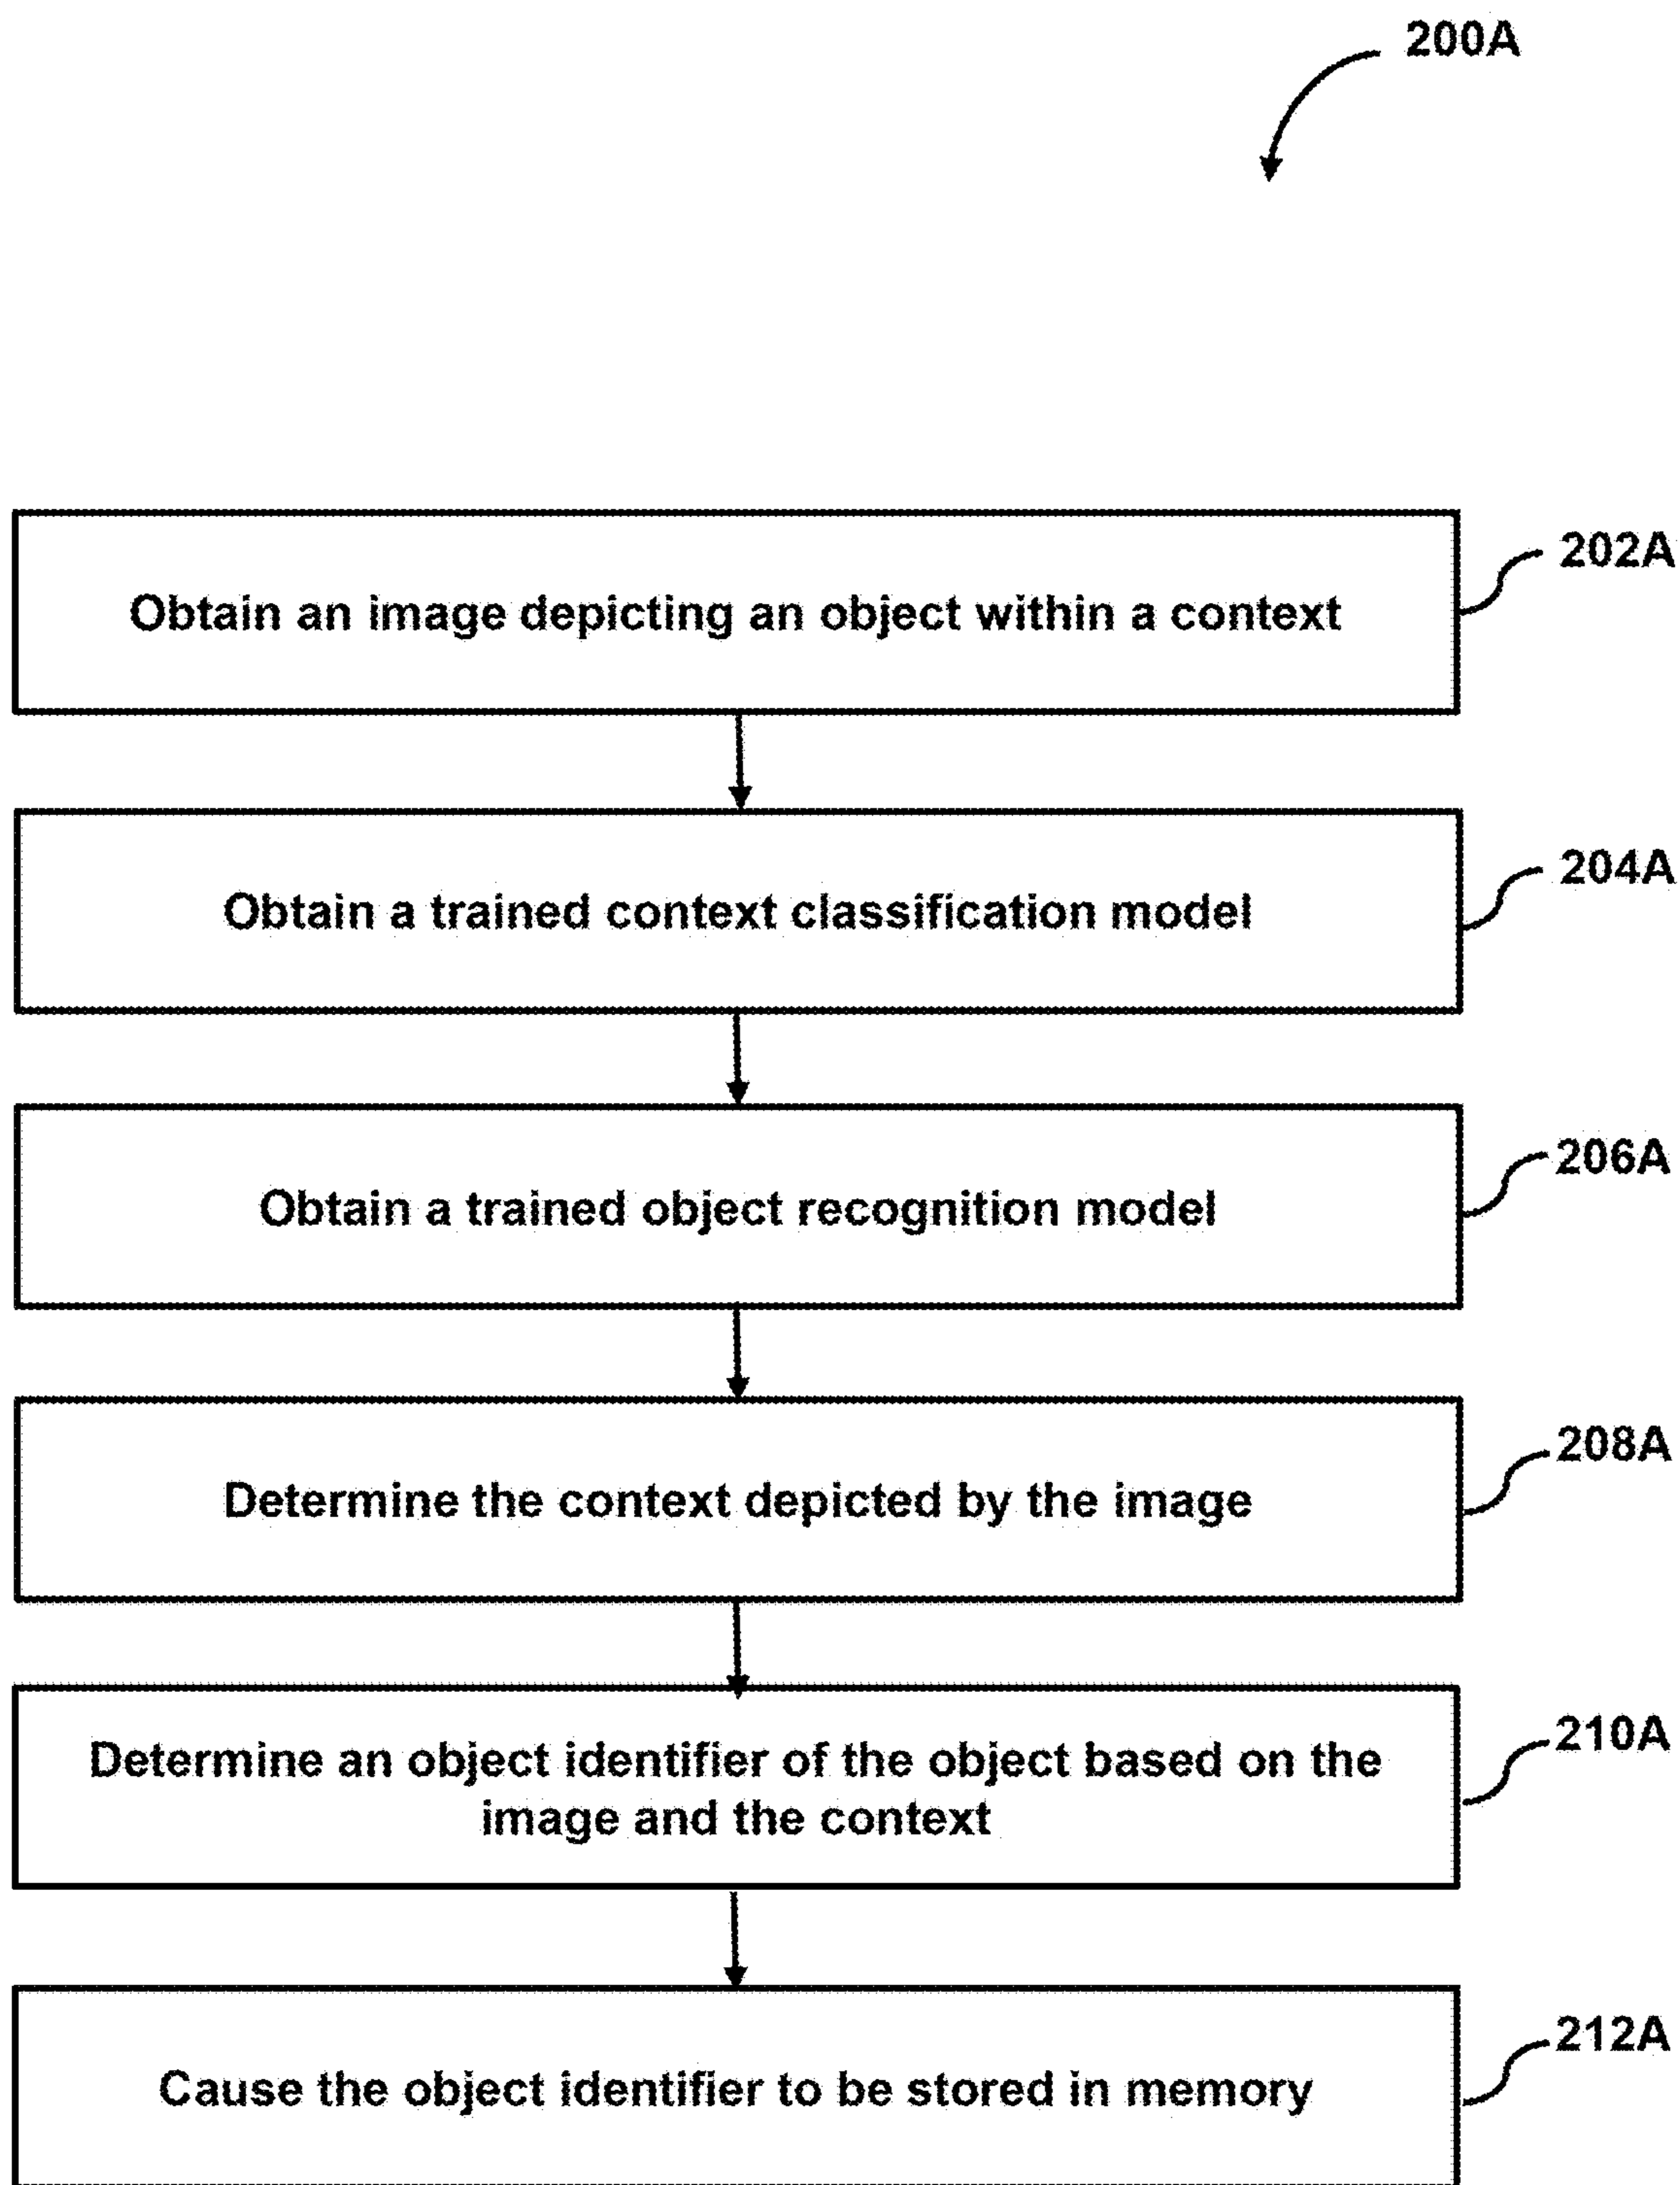 200A
202A
Obtain an image depicting an object within a context
204A
Obtain a trained context classification model
206A
Obtain a trained object recognition model
208A
Determine the context depicted by the image
210A
Determine an object identifier of the object based on the
image and the context
212A
Cause the object identifier to be stored in memory